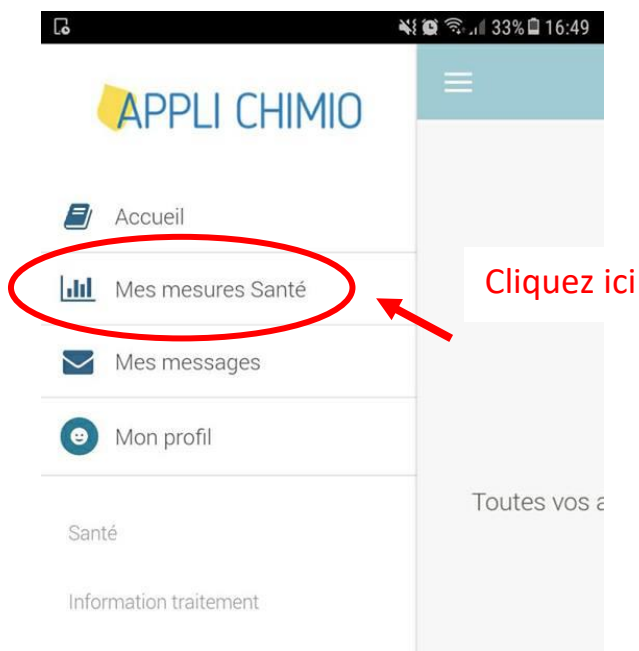 33% 16:49
APPLI CHIMIO
Accueil
Mes mesures Santé
Cliquez ici
Mes messages
Mon profil
Toutes vos a
Santé
Information traitement